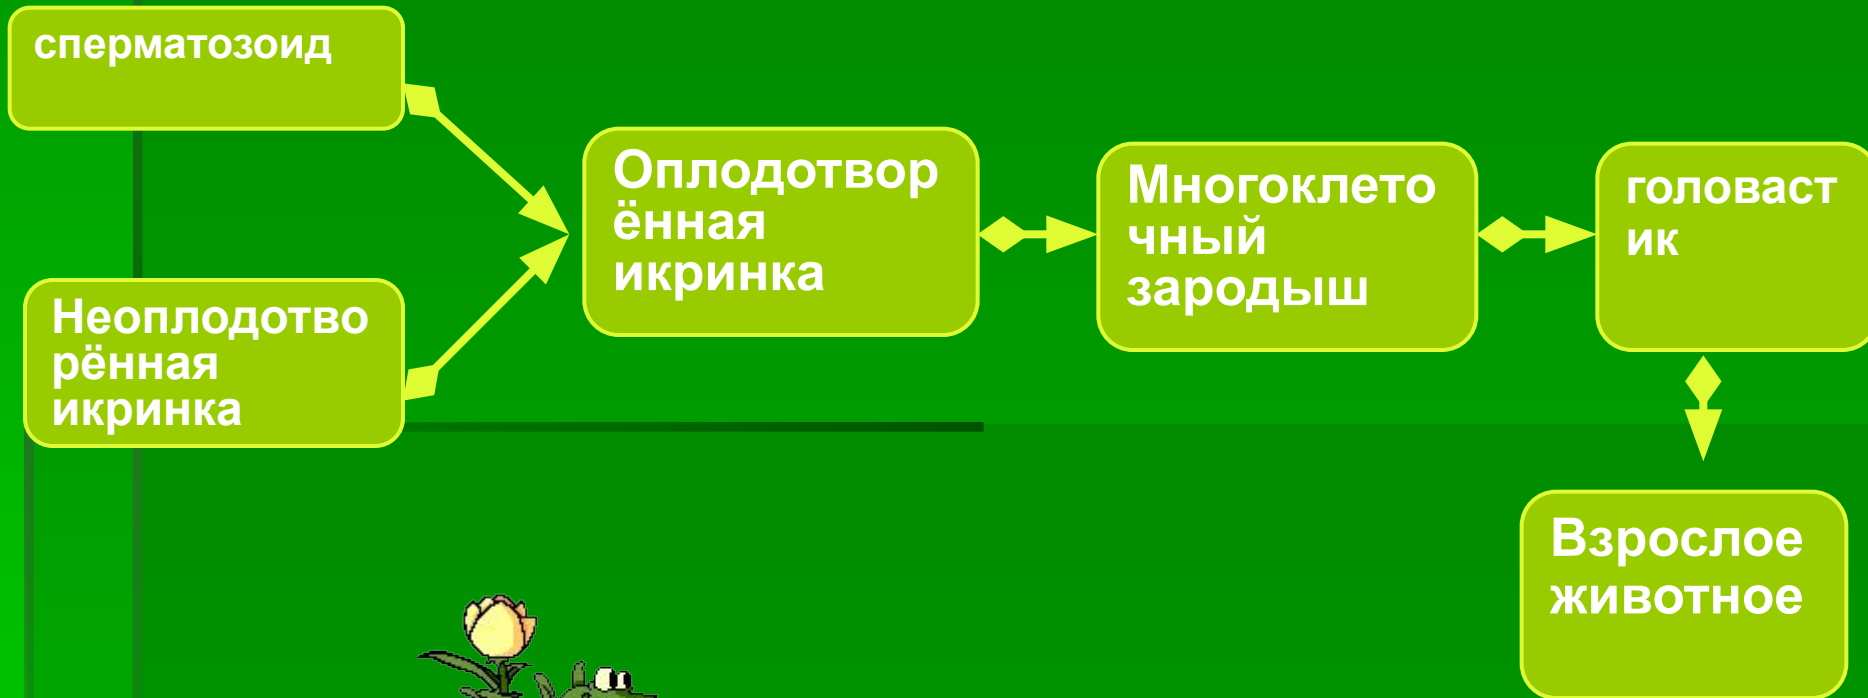 сперматозоид
Неоплодотво
рённая
икринка
Оплодотвор
ённая
икринка
Многоклето
чный
зародыш
головаст
ик
Взрослое
животное